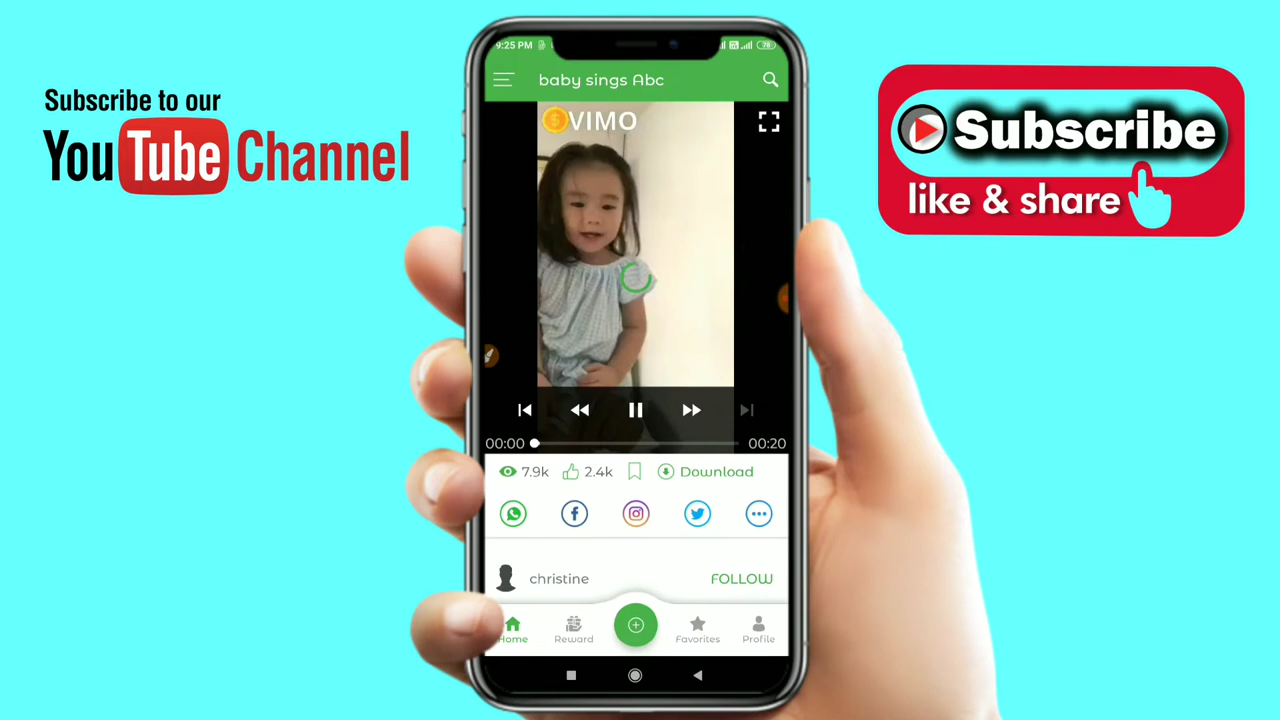 Subscribe to our
YouTube Channel
9:25 PM
78
baby sings Abc
VIMO
Subscribe
like & share
00:00
00:20
7.9k
2.4k
Download
christine
FOLLOW
Home
Reward
Favorites
Profile